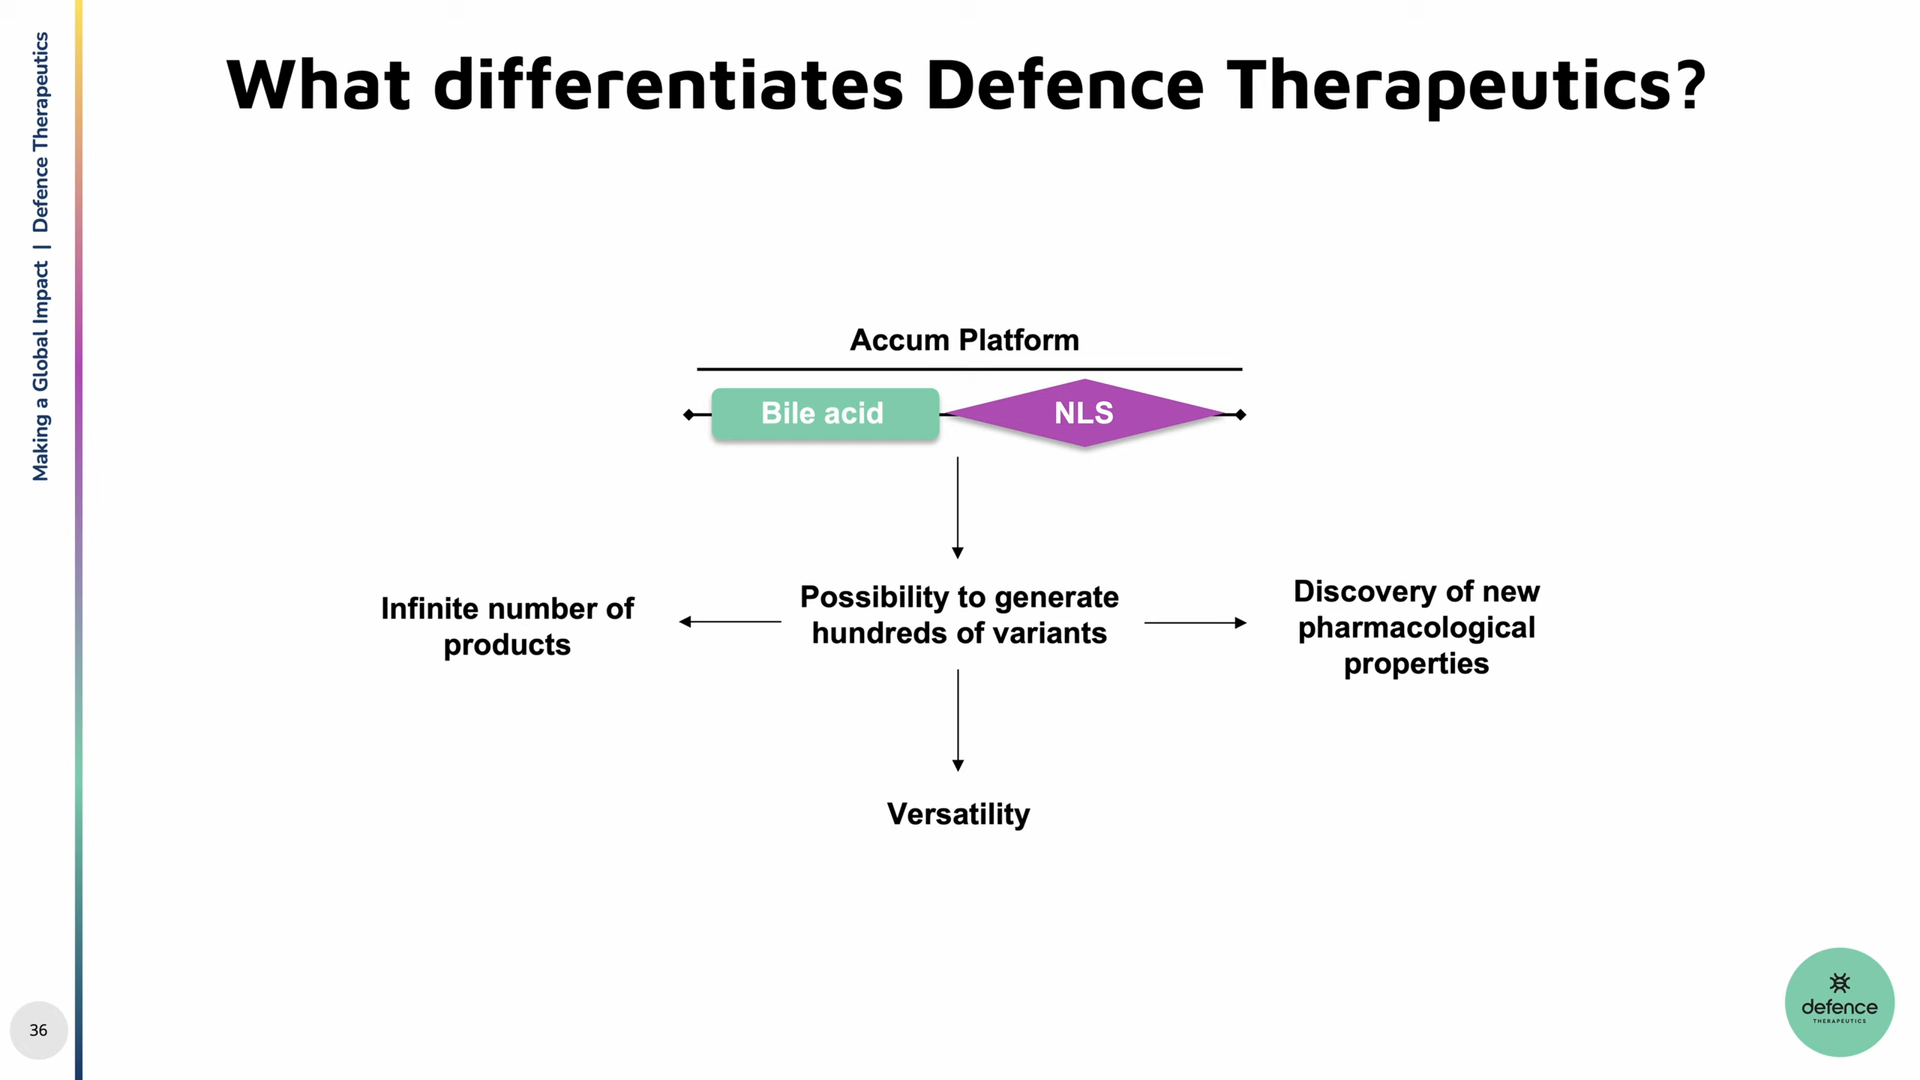 What differentiates Defence Therapeutics?
Making a Global Impact | Defence Therapeutics
Accum Platform
Bile acid
NLS
Possibility to generate
hundreds of variants
Infinite number of
products
Discovery of new
pharmacological
properties
Versatility
36
defence
THERAPEUTICS